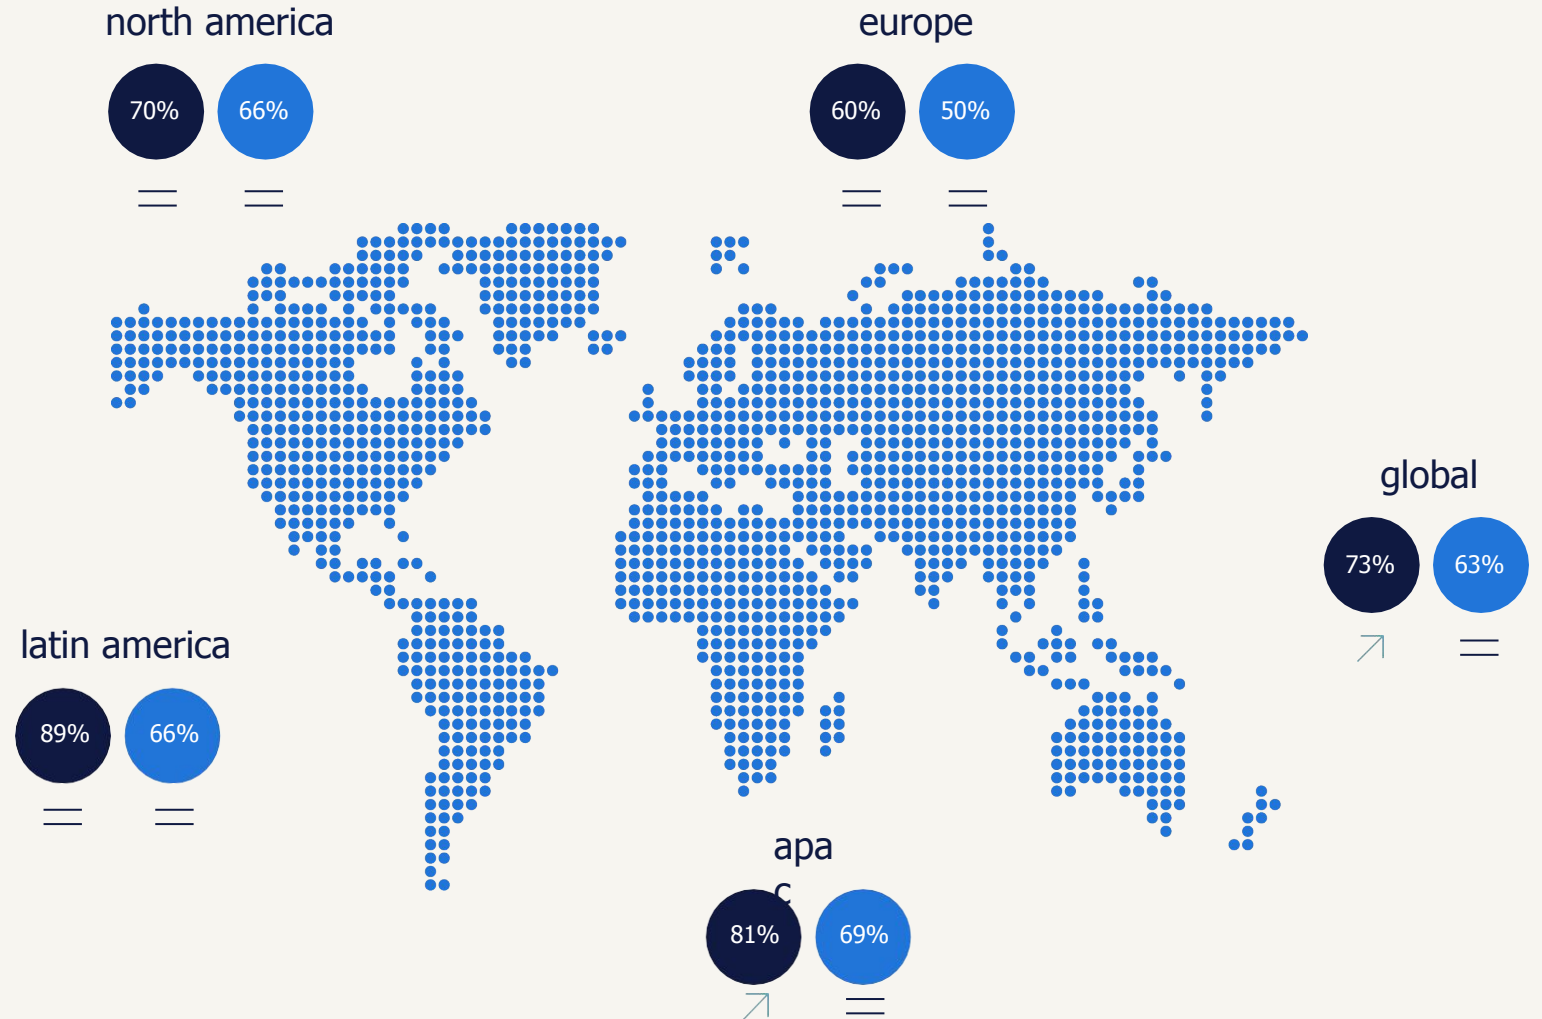 north america
70% 66%
europe
60% 50%
global
73% 63%
latin america
89% 66%
apa
c
81% 69%